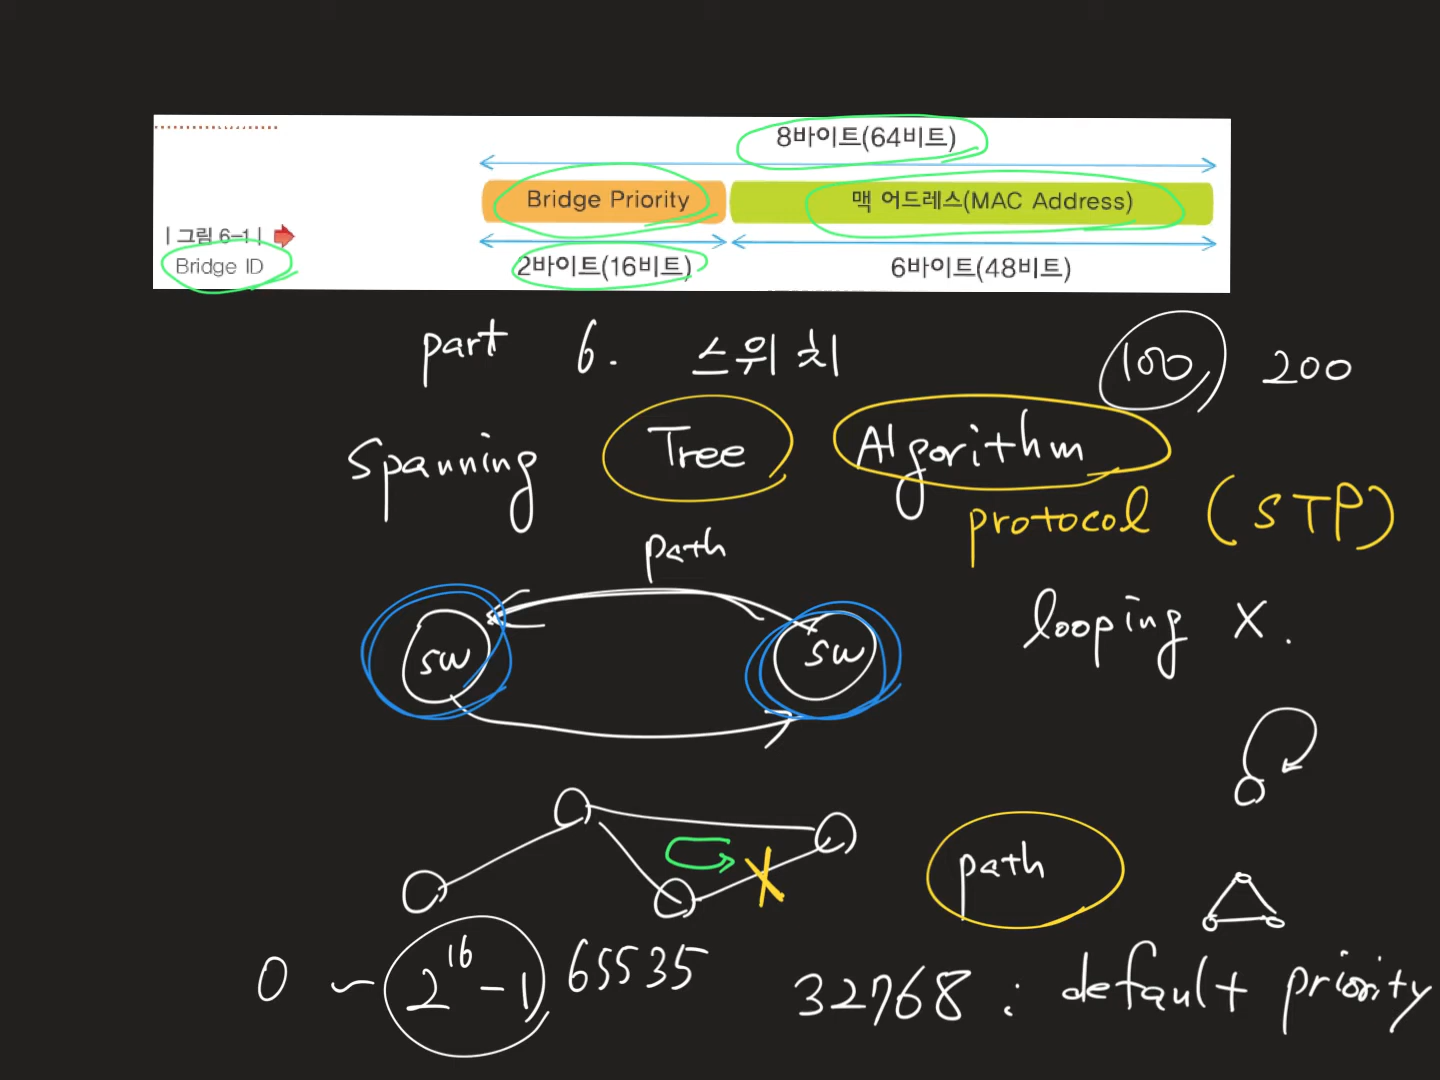 8바이트(64비트)
Bridge Priority 맥 어드레스(MAC Address)
| 그림 6-1 |
Bridge ID 2바이트(16비트) 6바이트(48비트)
part 6. 스위치 100 200
Spanning Tree Algorithm
protocol (STP)
path
sw sw looping X.
path
0 ~ 2^16 - 1 65535 32768 : default priority